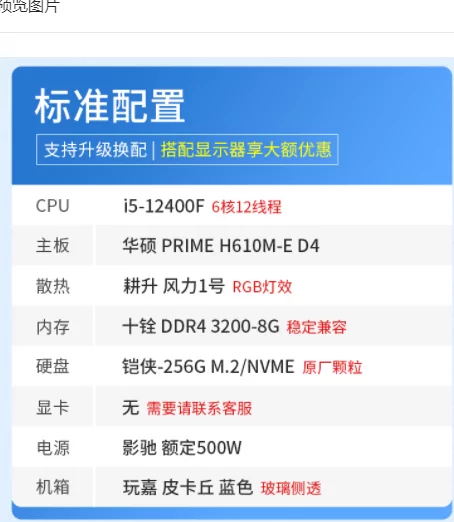 预览图片
标准配置
支持升级换配 | 搭配显示器享大额优惠
CPU i5-12400F 6核12线程
主板 华硕 PRIME H610M-E D4
散热 耕升 风力1号 RGB灯效
内存 十铨 DDR4 3200-8G 稳定兼容
硬盘 铠侠-256G M.2/NVME 原厂颗粒
显卡 无 需要请联系客服
电源 影驰 额定500W
机箱 玩嘉 皮卡丘 蓝色 玻璃侧透